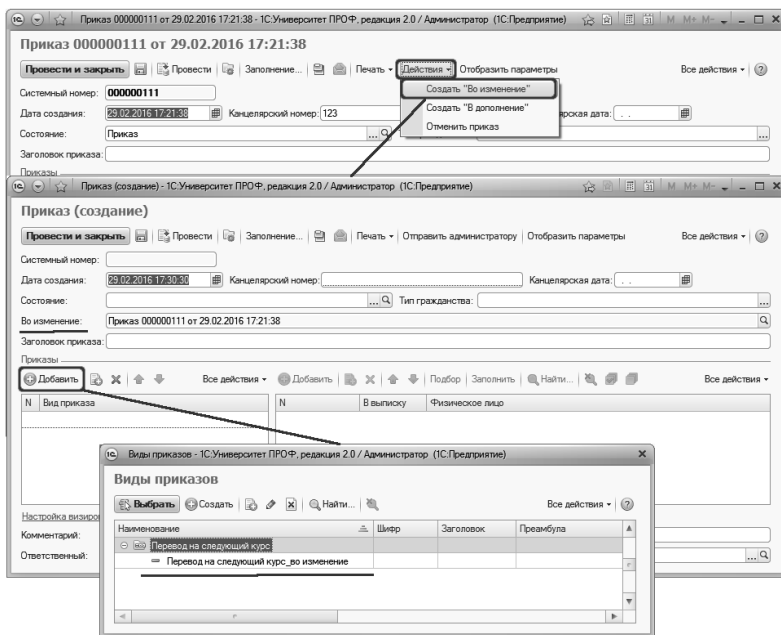 Приказ 000000111 от 29.02.2016 17:21:38 - 1С:Университет ПРОФ, редакция 2.0 / Администратор (1С:Предприятие) M M+ M-
Приказ 000000111 от 29.02.2016 17:21:38
Провести и закрыть Провести Заполнение... Печать Действия Отобразить параметры Все действия
Создать "Во изменение"
Создать "В дополнение"
Отменить приказ
Системный номер: 000000111
Дата создания: 29.02.2016 17:21:38 Канцелярский номер: 123 рская дата: . .
Состояние: Приказ
Заголовок приказа:
Приказы
Приказ (создание) - 1С:Университет ПРОФ, редакция 2.0 / Администратор (1С:Предприятие) M M+ M-
Приказ (создание)
Провести и закрыть Провести Заполнение... Печать Отправить администратору Отобразить параметры Все действия
Системный номер:
Дата создания: 29.02.2016 17:30:30 Канцелярский номер: Канцелярская дата: . .
Состояние: ... Тип гражданства: ...
Во изменение: Приказ 000000111 от 29.02.2016 17:21:38
Заголовок приказа:
Приказы
Добавить Все действия Добавить Подбор Заполнить Найти... Все действия
N Вид приказа N В выписку Физическое лицо
Настройка визиро
Комментарий:
Ответственный: ...
Виды приказов - 1С:Университет ПРОФ, редакция 2.0 / Администратор (1С:Предприятие)
Виды приказов
Выбрать Создать Найти... Все действия
Наименование Шифр Заголовок Преамбула
Перевод на следующий курс
Перевод на следующий курс_во изменение